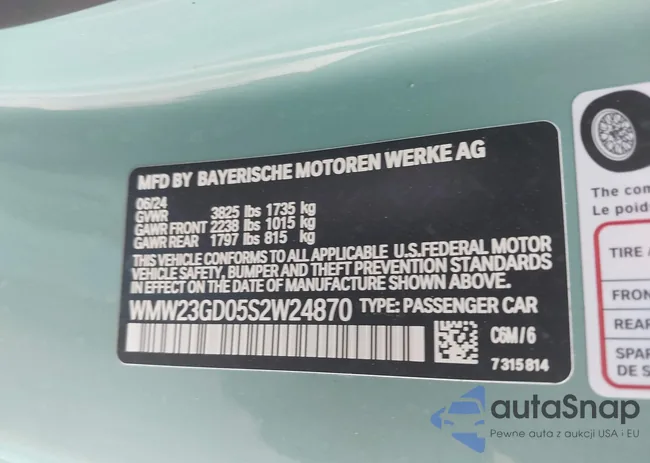 MFD BY BAYERISCHE MOTOREN WERKE AG
06/24
GVWR 3825 lbs 1735 kg
GAWR FRONT 2238 lbs 1015 kg
GAWR REAR 1797 lbs 815 kg
THIS VEHICLE CONFORMS TO ALL APPLICABLE U.S.FEDERAL MOTOR
VEHICLE SAFETY, BUMPER AND THEFT PREVENTION STANDARDS
IN EFFECT ON THE DATE OF MANUFACTURE SHOWN ABOVE.
WMW23GD05S2W24870 TYPE: PASSENGER CAR
C6M/6
7315814
The com
Le poids
TIRE
FRON
REAR
SPAR
DE S
autaSnap
Pewne auta z aukcji USA i EU